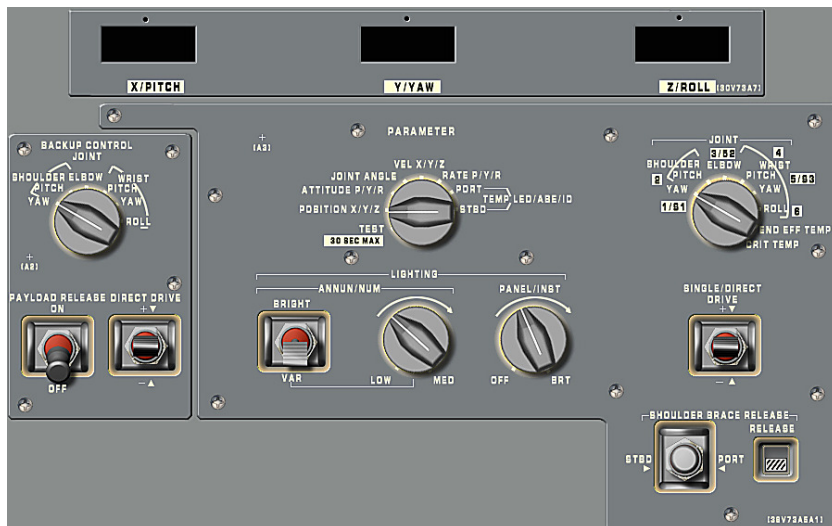 X/PITCH
Y/YAW
Z/ROLL
[30V73A7]
BACKUP CONTROL
JOINT
SHOULDER ELBOW WRIST
PITCH PITCH
YAW YAW
ROLL
[A2]
PAYLOAD RELEASE
ON
OFF
DIRECT DRIVE
+▼
−▲
[A3]
PARAMETER
VEL X/Y/Z
JOINT ANGLE RATE P/Y/R
ATTITUDE P/Y/R PORT
TEMP LED/ABE/ID
POSITION X/Y/Z STBD
TEST
30 SEC MAX
LIGHTING
ANNUN/NUM
PANEL/INST
BRIGHT
VAR
LOW MED
OFF BRT
JOINT
3/S2 4
SHOULDER ELBOW WRIST
PITCH PITCH
2 YAW YAW 5/S3
1/S1 ROLL 6
END EFF TEMP
CRIT TEMP
SINGLE/DIRECT
DRIVE
+▼
−▲
SHOULDER BRACE RELEASE
RELEASE
STBD PORT
▶ ◀
[36V73A5A1]